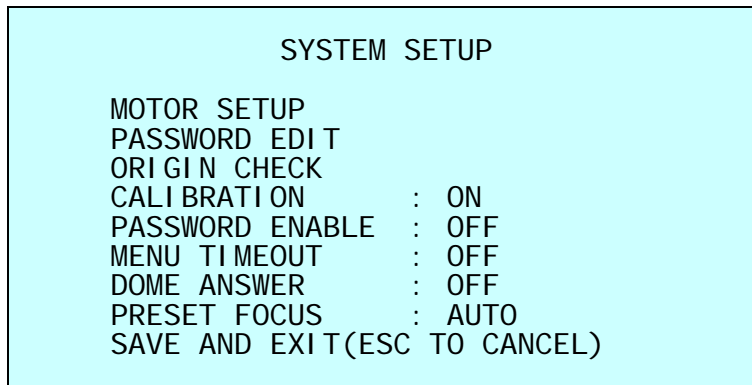 SYSTEM SETUP
MOTOR SETUP
PASSWORD EDIT
ORIGIN CHECK
CALIBRATION : ON
PASSWORD ENABLE : OFF
MENU TIMEOUT : OFF
DOME ANSWER : OFF
PRESET FOCUS : AUTO
SAVE AND EXIT(ESC TO CANCEL)